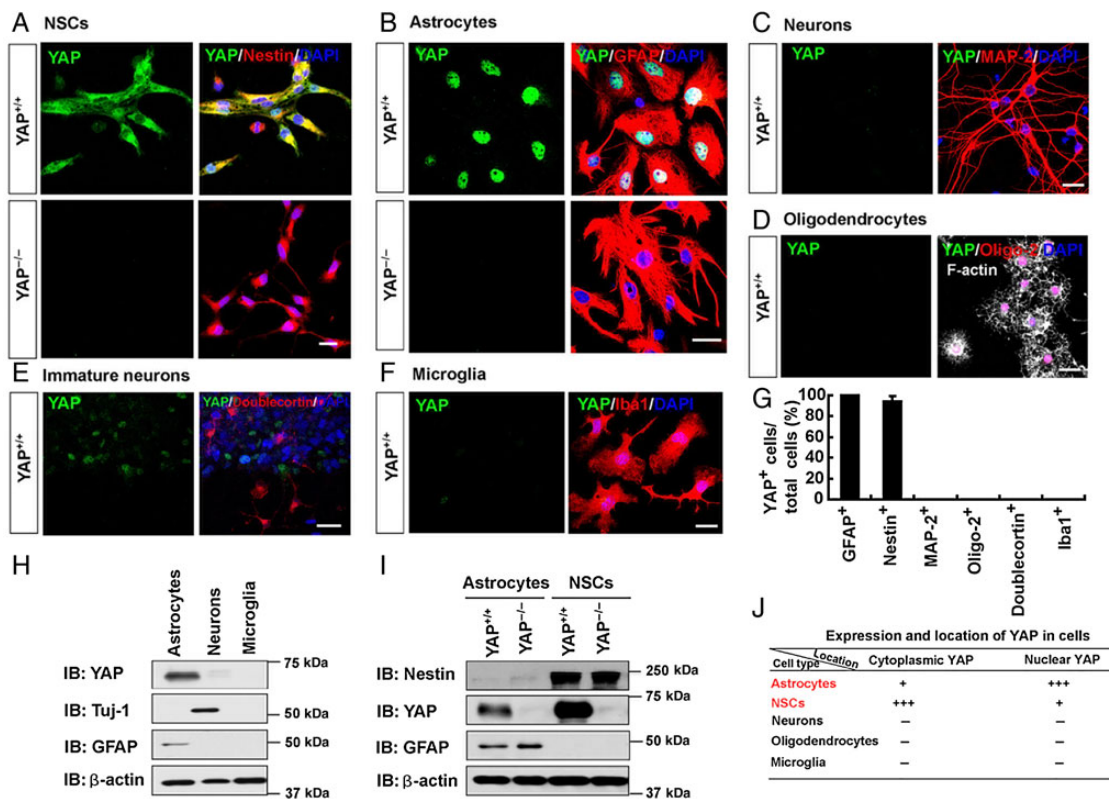 A NSCs
YAP+/+
YAP
YAP/Nestin/DAPI
YAP−/−
B Astrocytes
YAP+/+
YAP
YAP/GFAP/DAPI
YAP−/−
C Neurons
YAP+/+
YAP
YAP/MAP-2/DAPI
D Oligodendrocytes
YAP+/+
YAP
YAP/Oligo-2/DAPI
F-actin
E Immature neurons
YAP+/+
YAP
YAP/Doublecortin/DAPI
F Microglia
YAP+/+
YAP
YAP/Iba1/DAPI
G
YAP+ cells/
total cells (%)
100
80
60
40
20
0
GFAP+
Nestin+
MAP-2+
Oligo-2+
Doublecortin+
Iba1+
H
Astrocytes
Neurons
Microglia
IB: YAP
75 kDa
IB: Tuj-1
50 kDa
IB: GFAP
50 kDa
IB: β-actin
37 kDa
I
Astrocytes NSCs
YAP+/+ YAP−/− YAP+/+ YAP−/−
IB: Nestin
250 kDa
75 kDa
IB: YAP
IB: GFAP
50 kDa
IB: β-actin
37 kDa
J
Expression and location of YAP in cells
Location
Cell type Cytoplasmic YAP Nuclear YAP
Astrocytes + +++
NSCs +++ +
Neurons − −
Oligodendrocytes − −
Microglia − −